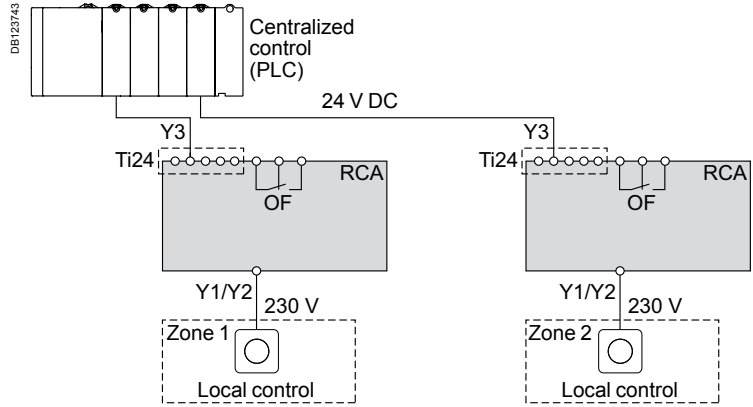 DB123743
Centralized
control
(PLC)
24 V DC
Y3
Y3
Ti24
RCA
Ti24
RCA
OF
OF
Y1/Y2
230 V
Y1/Y2
230 V
Zone 1
Zone 2
Local control
Local control